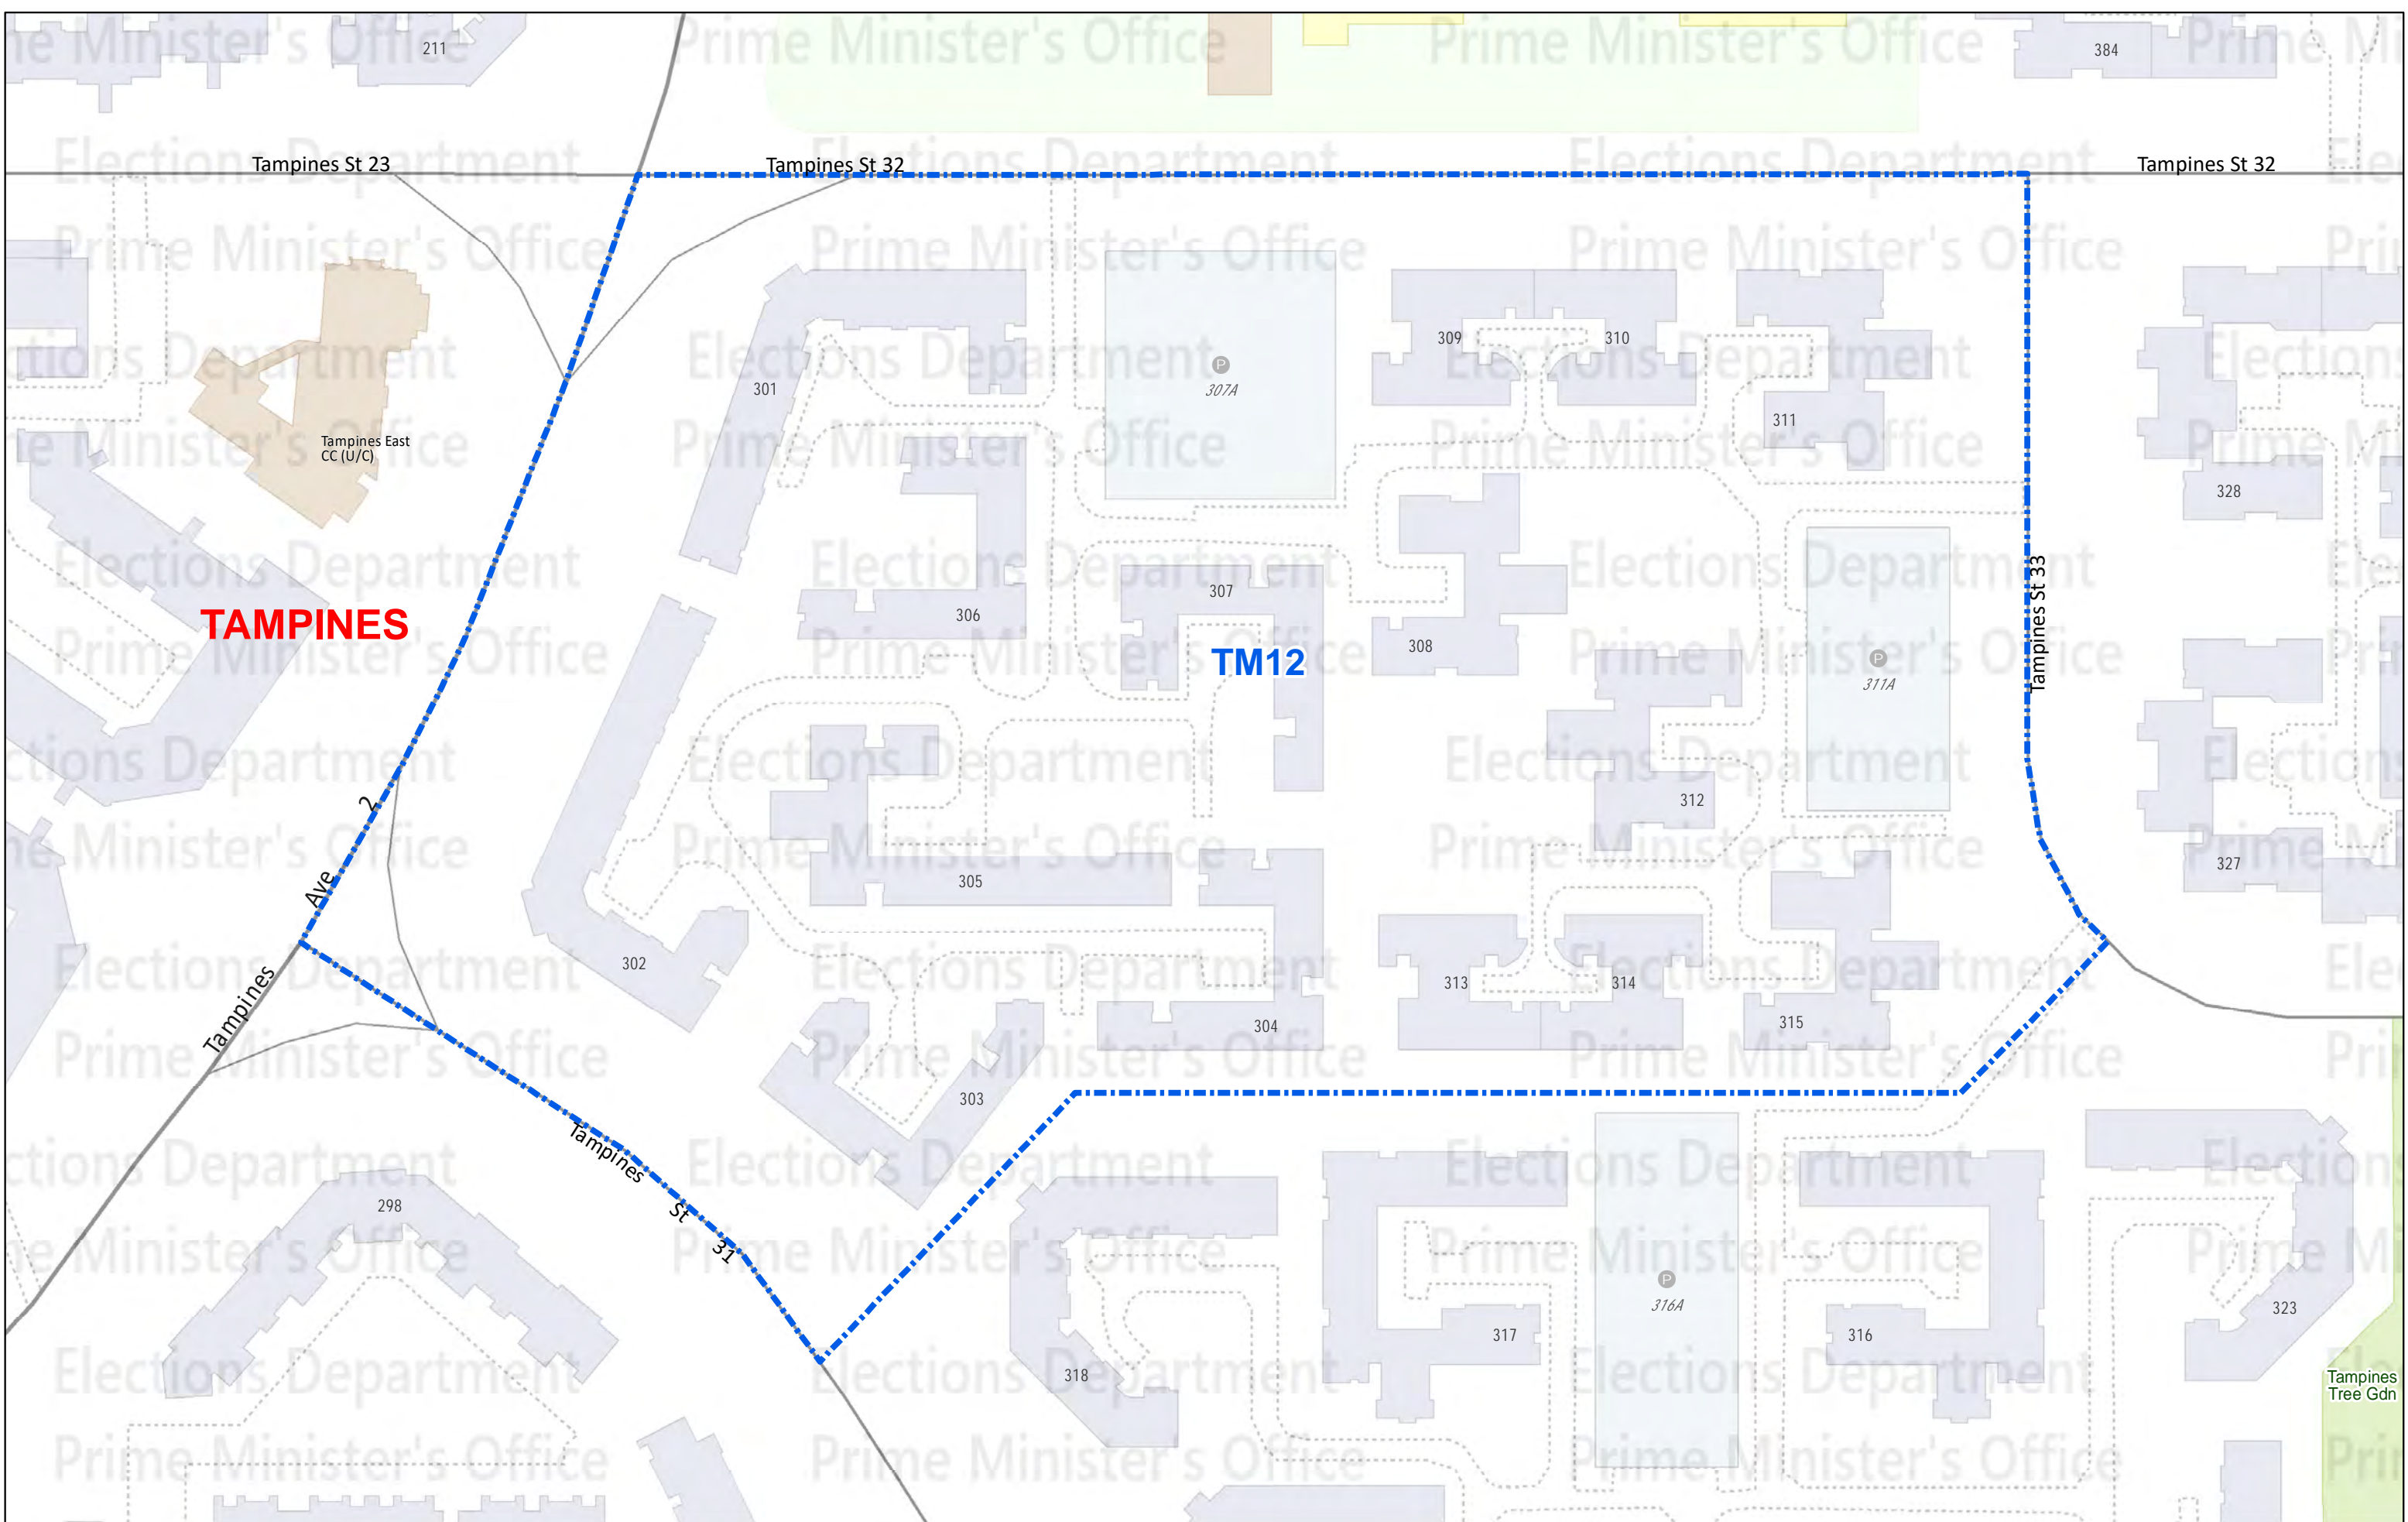 211
384
Tampines St 23
Tampines St 32
Tampines St 32
301
307A
309
310
311
Tampines East
CC (U/C)
328
306
307
308
TAMPINES
TM12
Tampines St 33
311A
312
327
305
302
Tampines Ave 2
313
314
304
315
303
Tampines St 31
298
316A
318
317
316
323
Tampines
Tree Gdn
Prime Minister's Office
Elections Department